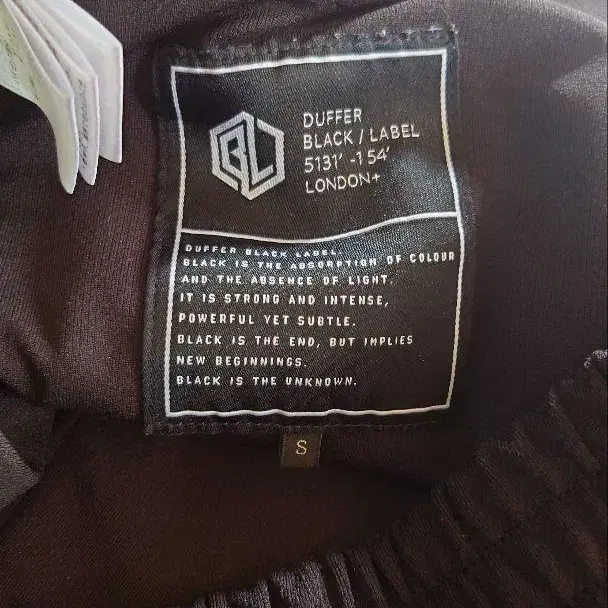 BL
DUFFER
BLACK / LABEL
5131' -1 54'
LONDON+
DUFFER BLACK LABEL
BLACK IS THE ABSORPTION OF COLOUR
AND THE ABSENCE OF LIGHT.
IT IS STRONG AND INTENSE,
POWERFUL YET SUBTLE.
BLACK IS THE END, BUT IMPLIES
NEW BEGINNINGS.
BLACK IS THE UNKNOWN.
S